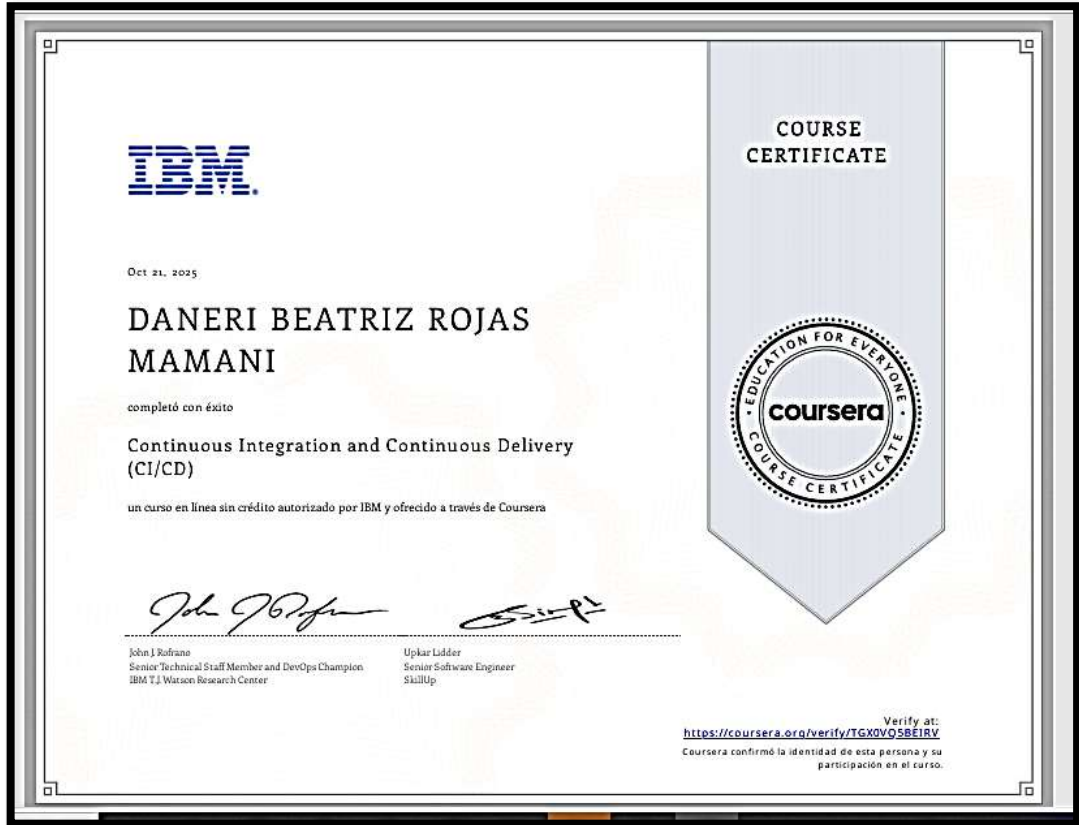 IBM.
Oct 21, 2025
DANERI BEATRIZ ROJAS
MAMANI
completó con éxito
Continuous Integration and Continuous Delivery
(CI/CD)
un curso en línea sin crédito autorizado por IBM y ofrecido a través de Coursera
John J. Rofrano
Senior Technical Staff Member and DevOps Champion
IBM T.J. Watson Research Center
Upkar Lidder
Senior Software Engineer
SkillUp
COURSE
CERTIFICATE
EDUCATION FOR EVERYONE
coursera
COURSE CERTIFICATE
Verify at:
https://coursera.org/verify/TGX0VQ5BEIRV
Coursera confirmó la identidad de esta persona y su
participación en el curso.